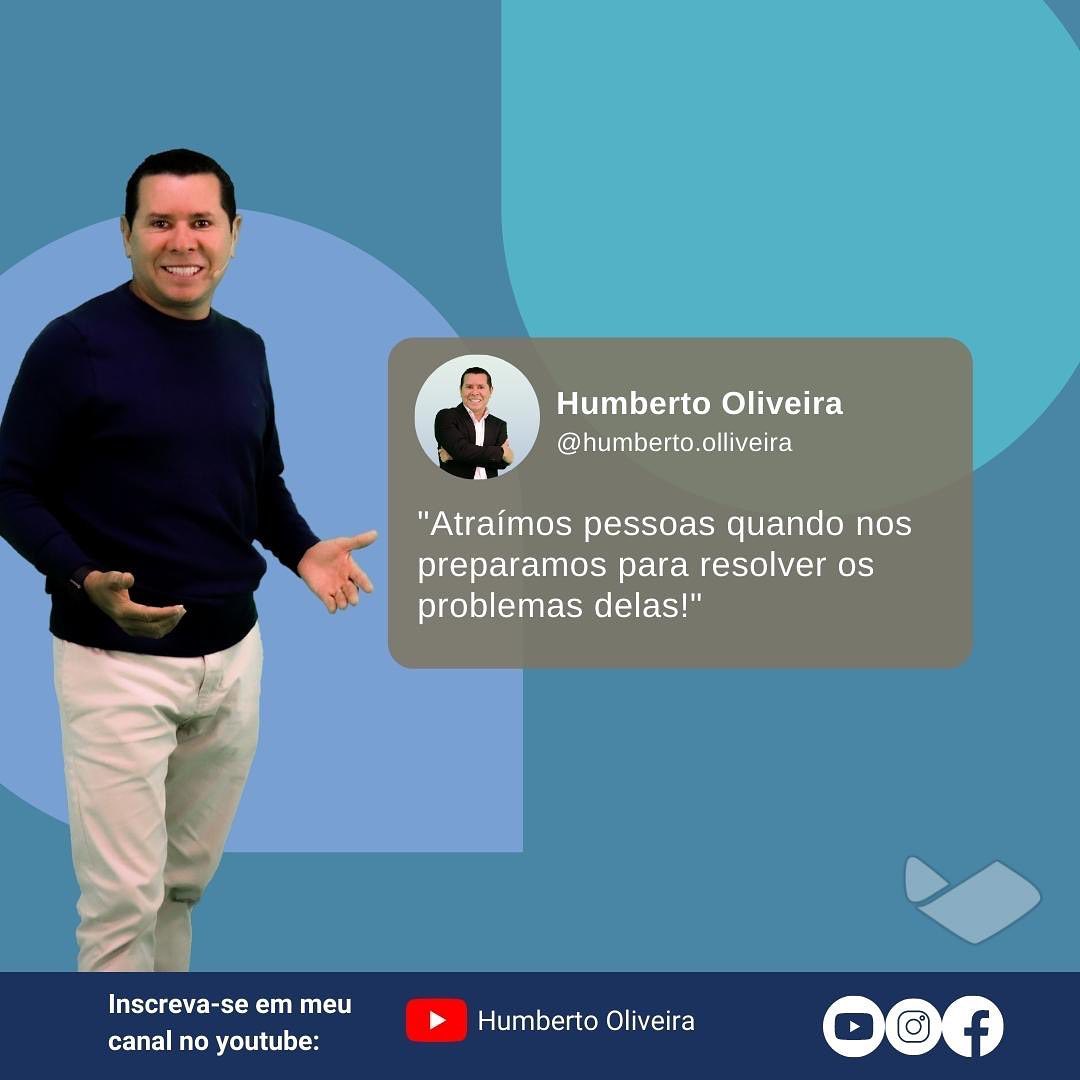 Humberto Oliveira
@humberto.olliveira
"Atraímos pessoas quando nos
preparamos para resolver os
problemas delas!"
Inscreva-se em meu
canal no youtube:
Humberto Oliveira